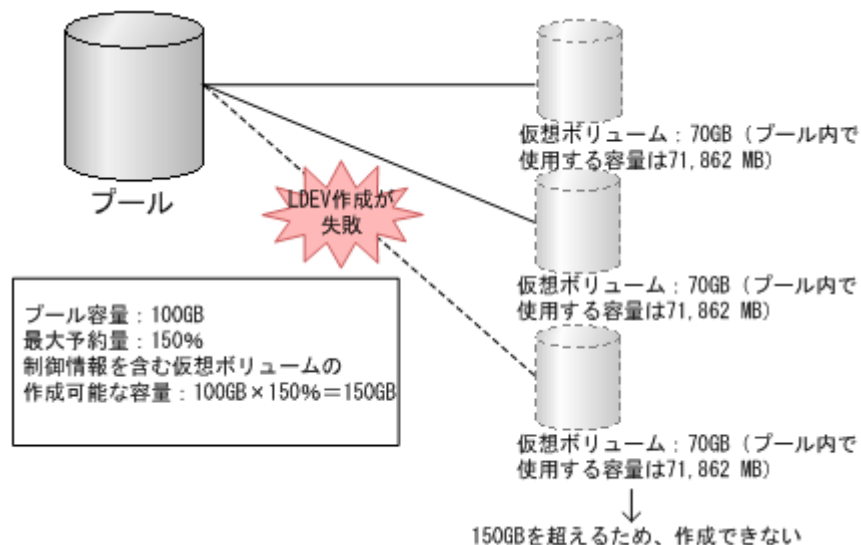 プール
LDEV作成が
失敗
プール容量：100GB
最大予約量：150%
制御情報を含む仮想ボリュームの
作成可能な容量：100GB×150%＝150GB
仮想ボリューム：70GB（プール内で
使用する容量は71,862 MB）
仮想ボリューム：70GB（プール内で
使用する容量は71,862 MB）
仮想ボリューム：70GB（プール内で
使用する容量は71,862 MB）
150GBを超えるため、作成できない